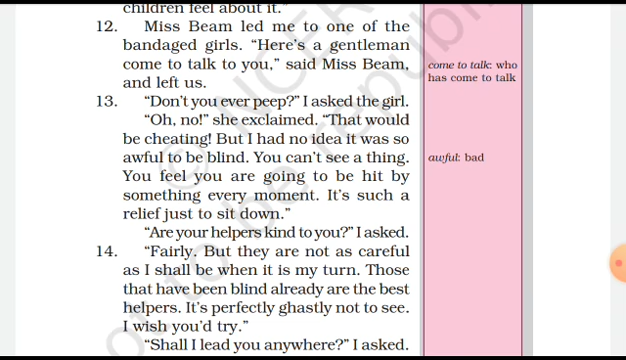 children feel about it.”
12. Miss Beam led me to one of the
bandaged girls. “Here’s a gentleman
come to talk to you,” said Miss Beam,
and left us.
come to talk: who
has come to talk
13. “Don’t you ever peep?” I asked the girl.
“Oh, no!” she exclaimed. “That would
be cheating! But I had no idea it was so
awful to be blind. You can’t see a thing.
awful: bad
You feel you are going to be hit by
something every moment. It’s such a
relief just to sit down.”
“Are your helpers kind to you?” I asked.
14. “Fairly. But they are not as careful
as I shall be when it is my turn. Those
that have been blind already are the best
helpers. It’s perfectly ghastly not to see.
I wish you’d try.”
“Shall I lead you anywhere?” I asked.